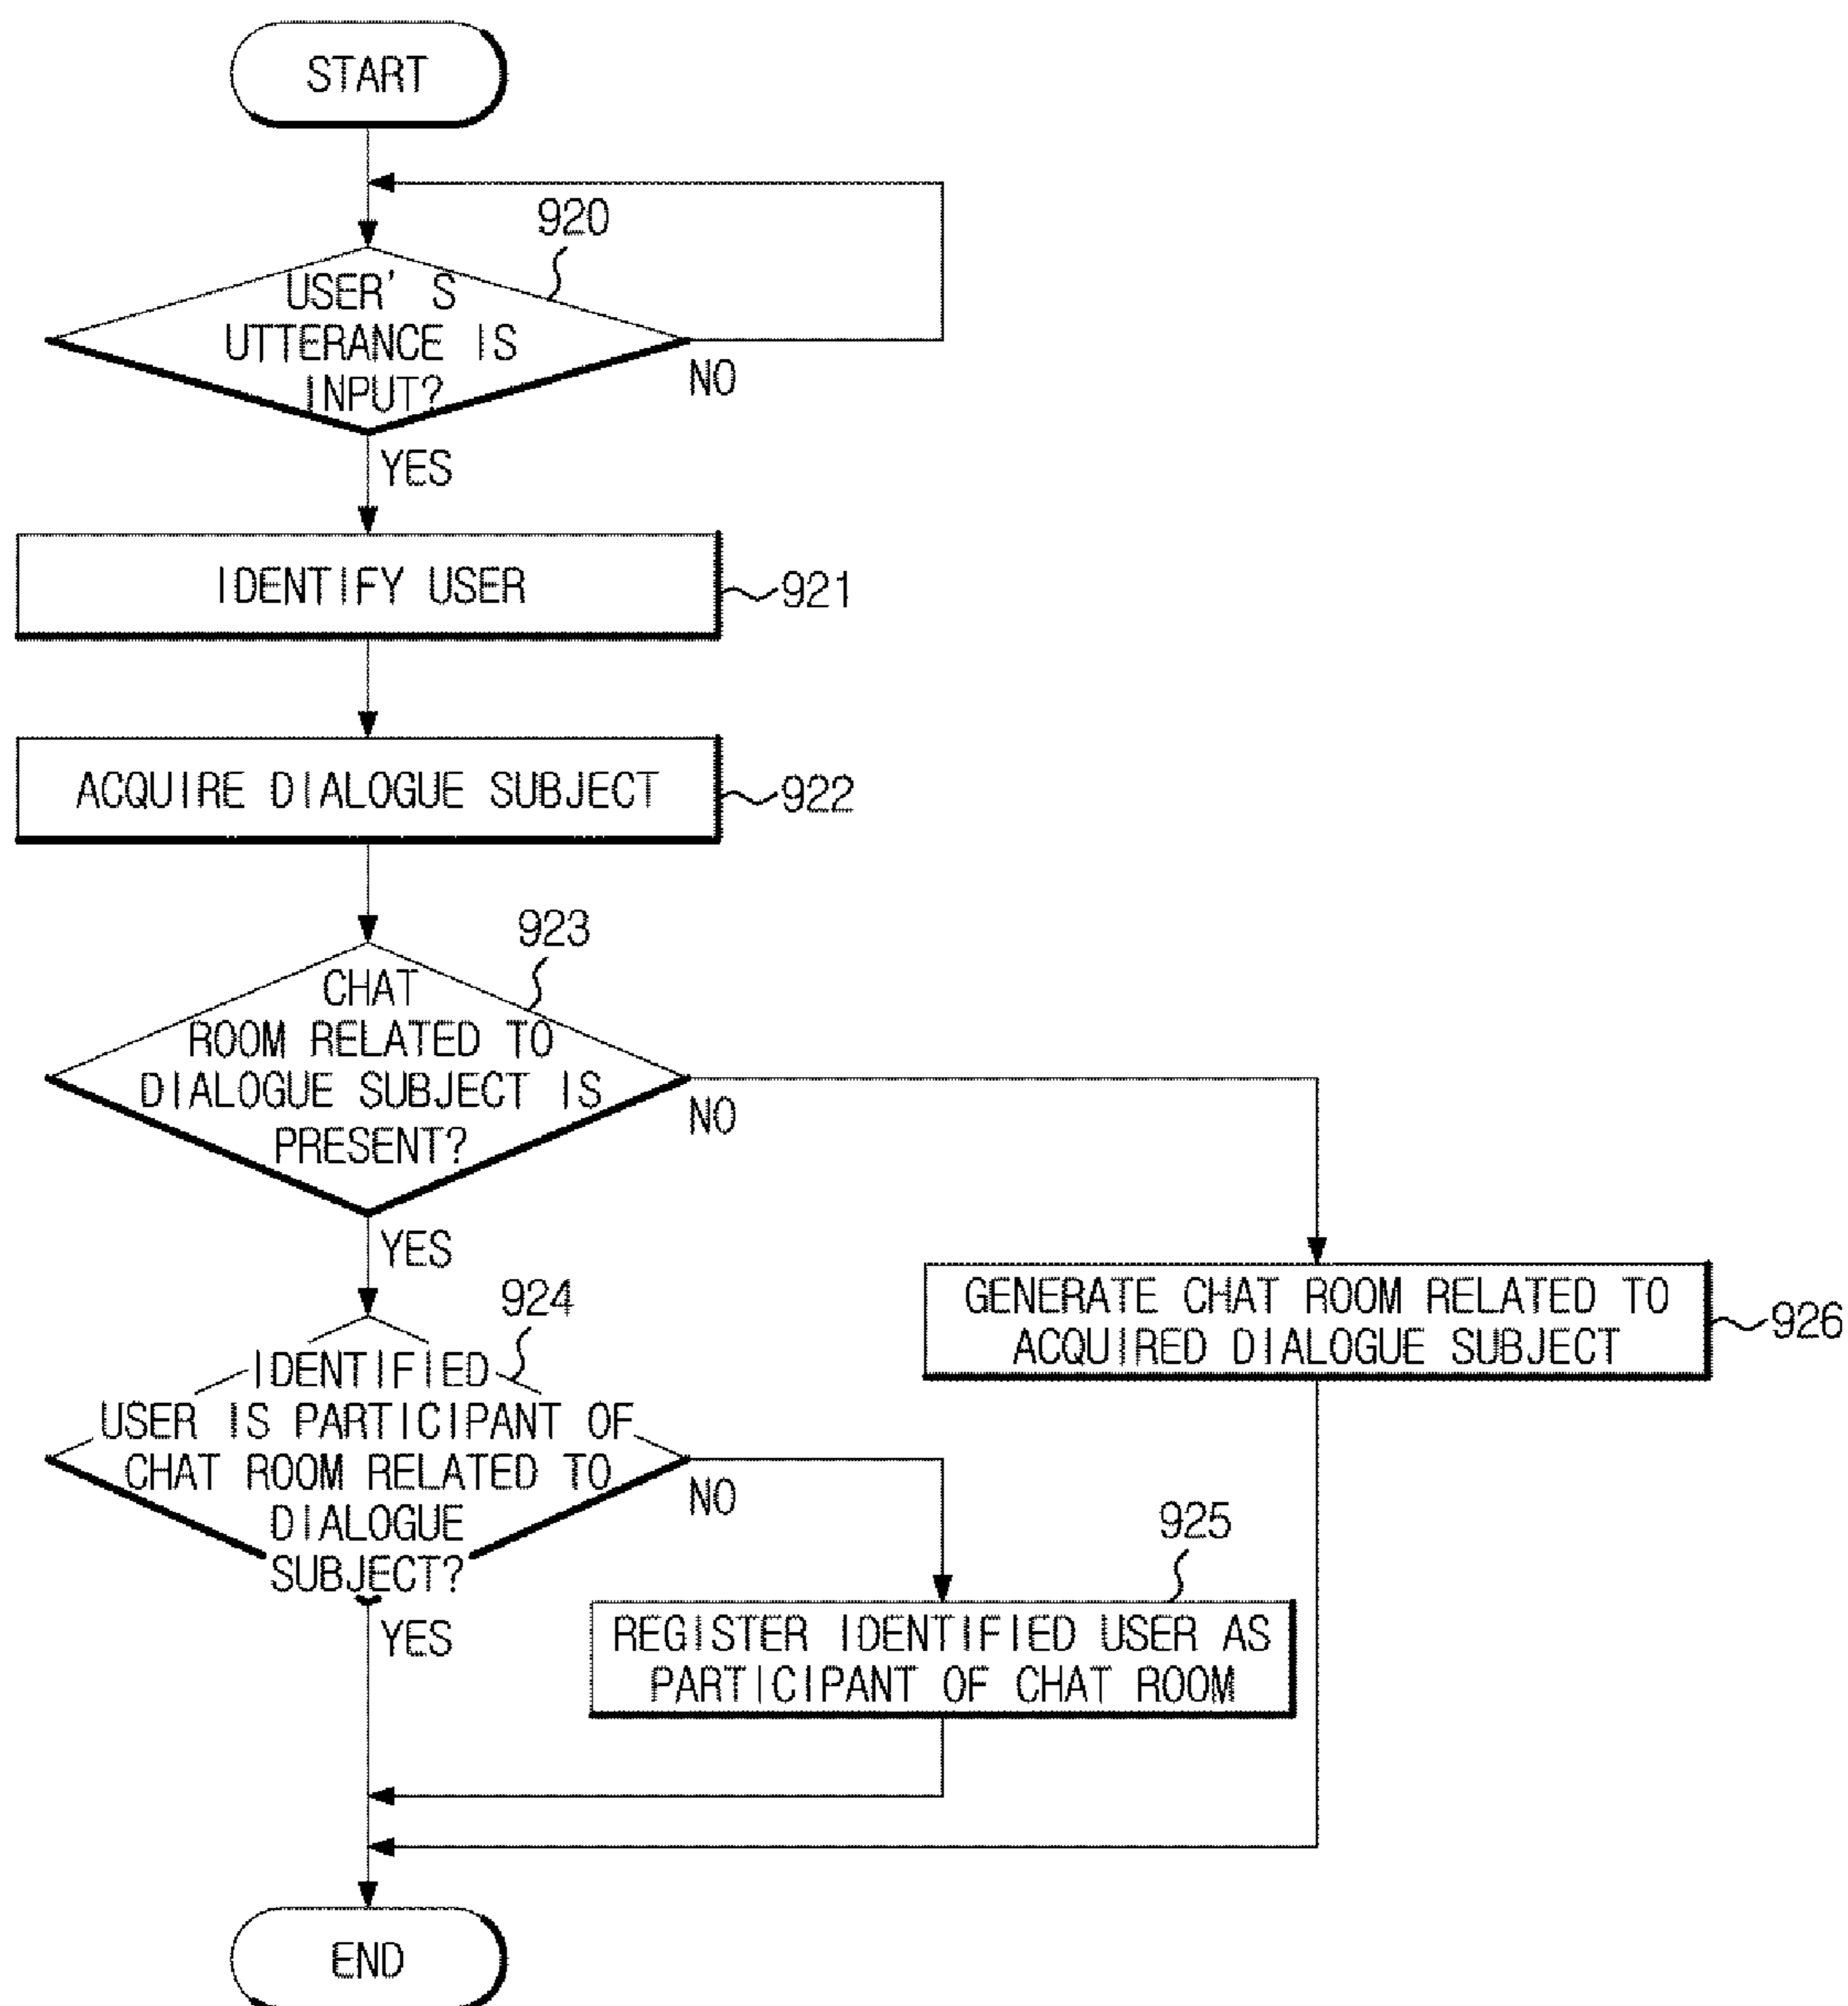 START
920
USER' S
UTTERANCE IS
INPUT?
NO
YES
IDENTIFY USER
921
ACQUIRE DIALOGUE SUBJECT
922
923
CHAT
ROOM RELATED TO
DIALOGUE SUBJECT IS
PRESENT?
NO
YES
924
IDENTIFIED
USER IS PARTICIPANT OF
CHAT ROOM RELATED TO
DIALOGUE
SUBJECT?
NO
YES
GENERATE CHAT ROOM RELATED TO
ACQUIRED DIALOGUE SUBJECT
926
925
REGISTER IDENTIFIED USER AS
PARTICIPANT OF CHAT ROOM
END